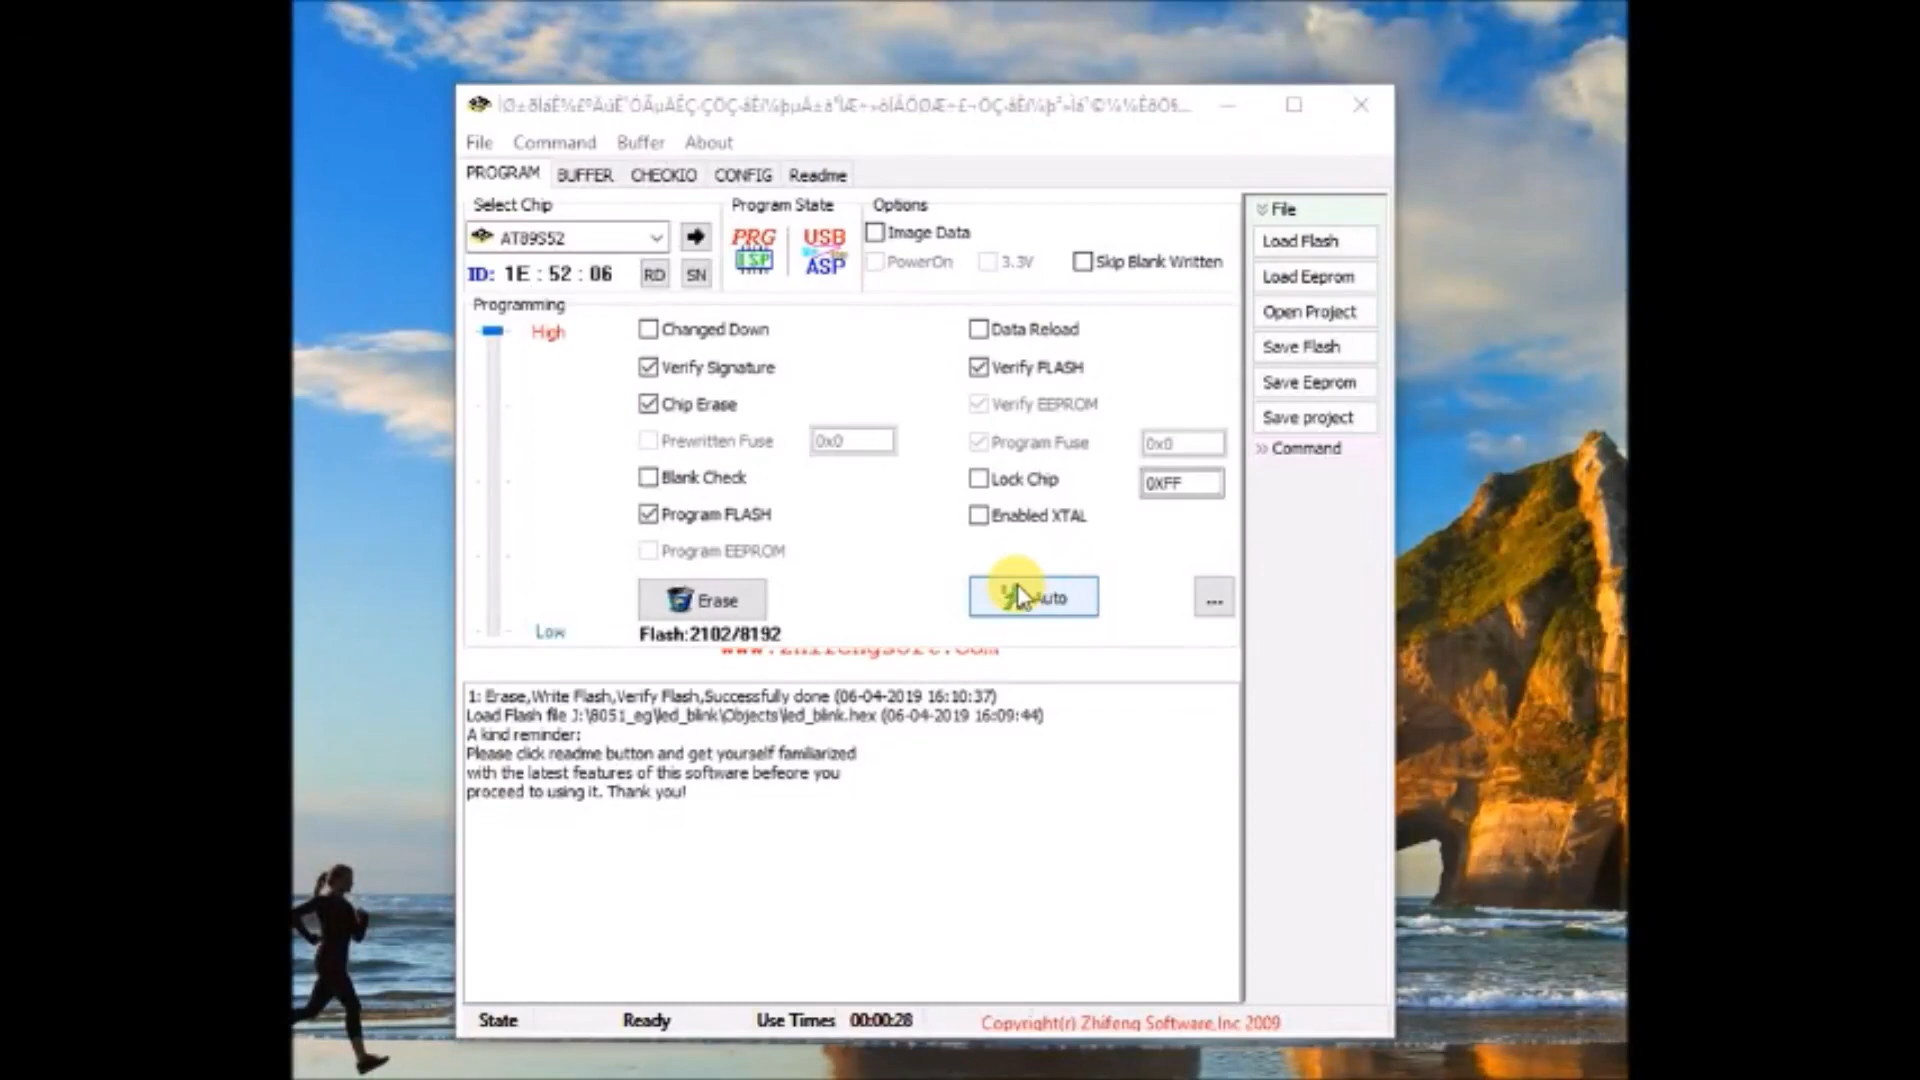 File Command Buffer About
PROGRAM BUFFER CHECKIO CONFIG Readme
Select Chip Program State Options
AT89S52
PRG
ISP
USB
ASP
Image Data
PowerOn 3.3V Skip Blank Written
ID: 1E : 52 : 06 RD SN
Programming
High
Low
Changed Down
Verify Signature
Chip Erase
Prewritten Fuse 0x0
Blank Check
Program FLASH
Program EEPROM
Data Reload
Verify FLASH
Verify EEPROM
Program Fuse 0x0
Lock Chip 0XFF
Enabled XTAL
Erase
...
Flash:2102/8192
File
Load Flash
Load Eeprom
Open Project
Save Flash
Save Eeprom
Save project
Command
1: Erase,Write Flash,Verify Flash,Successfully done (06-04-2019 16:10:37)
Load Flash file J:\8051_eg\led_blink\Objects\led_blink.hex (06-04-2019 16:09:44)
A kind reminder:
Please click readme button and get yourself familiarized
with the latest features of this software befeore you
proceed to using it. Thank you!
State Ready Use Times 00:00:28 Copyright(r) Zhifeng Software,Inc 2009